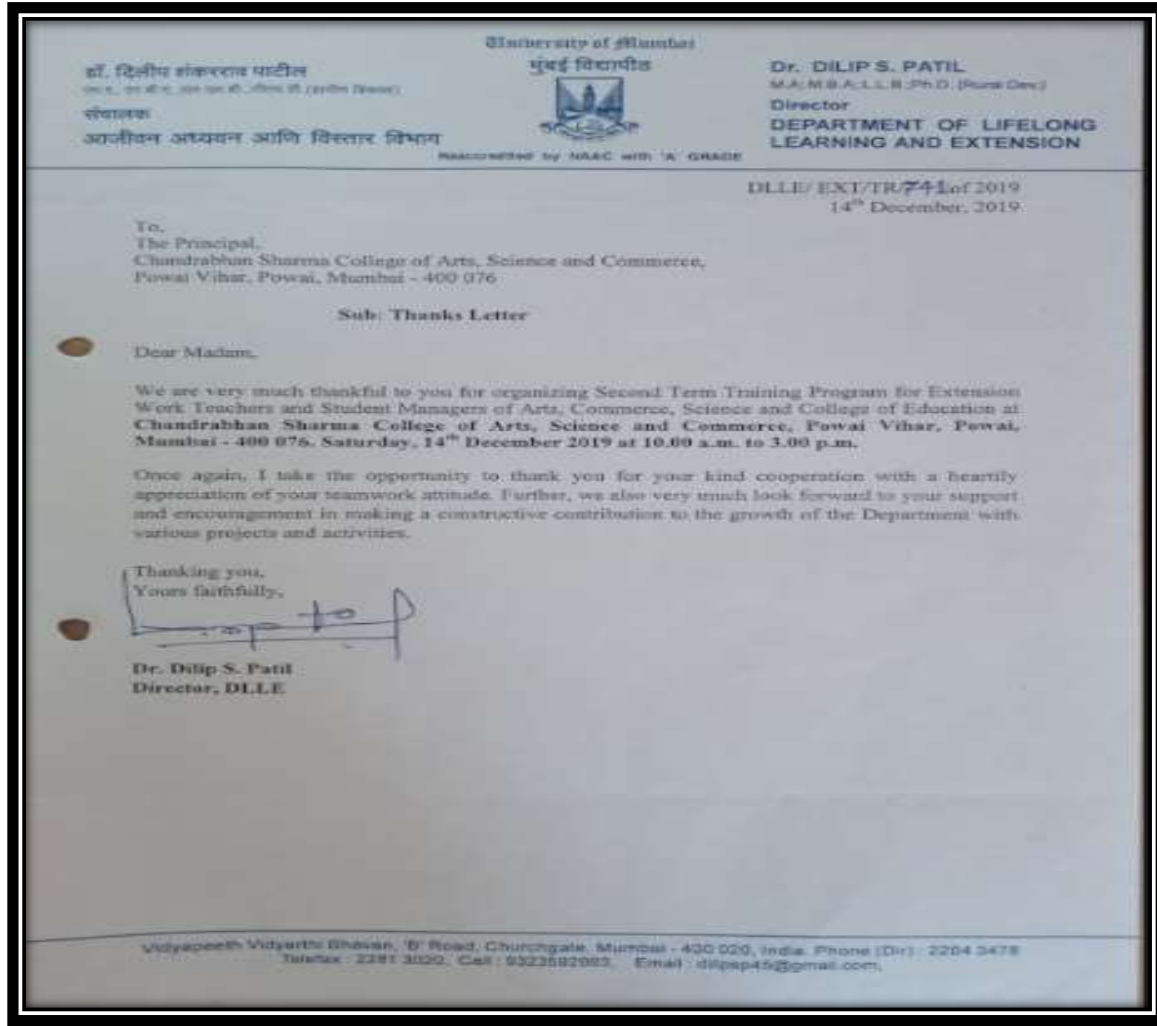 University of Mumbai
मुंबई विद्यापीठ
डॉ. दिलीप शंकरराव पाटील
संचालक
आजीवन अध्ययन आणि विस्तार विभाग
Dr. DILIP S. PATIL
M.A; M.B.A; L.L.B; Ph.D. (Rural Dev.)
Director
DEPARTMENT OF LIFELONG
LEARNING AND EXTENSION
Reaccredited by NAAC with 'A' GRADE
DLLE/ EXT/TR/741of 2019
14th December, 2019
To,
The Principal,
Chandrabhan Sharma College of Arts, Science and Commerce,
Powai Vihar, Powai, Mumbai - 400 076
Sub: Thanks Letter
Dear Madam,
We are very much thankful to you for organizing Second Term Training Program for Extension
Work Teachers and Student Managers of Arts, Commerce, Science and College of Education at
Chandrabhan Sharma College of Arts, Science and Commerce, Powai Vihar, Powai,
Mumbai - 400 076. Saturday, 14th December 2019 at 10.00 a.m. to 3.00 p.m.
Once again, I take the opportunity to thank you for your kind cooperation with a heartily
appreciation of your teamwork attitude. Further, we also very much look forward to your support
and encouragement in making a constructive contribution to the growth of the Department with
various projects and activities.
Thanking you,
Yours faithfully,
Dr. Dilip S. Patil
Director, DLLE
Vidyapeeth Vidyarthi Bhavan, 'B' Road, Churchgate, Mumbai - 400 020, India. Phone (Dir) : 2204 3478
Telefax : 2281 3020, Cell : Email : dilipsp45@gmail.com,